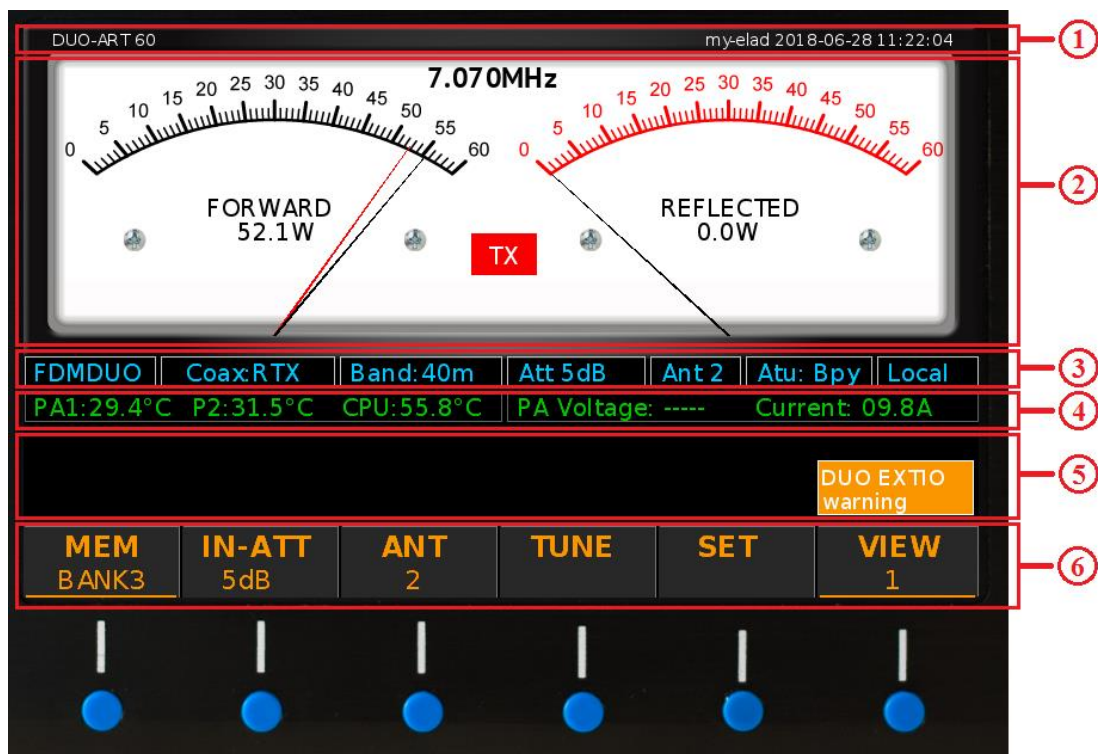 DUO-ART 60 my-elad 2018-06-28 11:22:04 1
7.070MHz
0 5 10 15 20 25 30 35 40 45 50 55 60
0 5 10 15 20 25 30 35 40 45 50 55 60
2
FORWARD
52.1W
REFLECTED
0.0W
TX
FDMDUO Coax:RTX Band:40m Att 5dB Ant 2 Atu: Bpy Local 3
PA1:29.4°C P2:31.5°C CPU:55.8°C PA Voltage: ----- Current: 09.8A 4
DUO EXTIO
warning
5
MEM IN-ATT ANT TUNE SET VIEW
BANK3 5dB 2 1
6